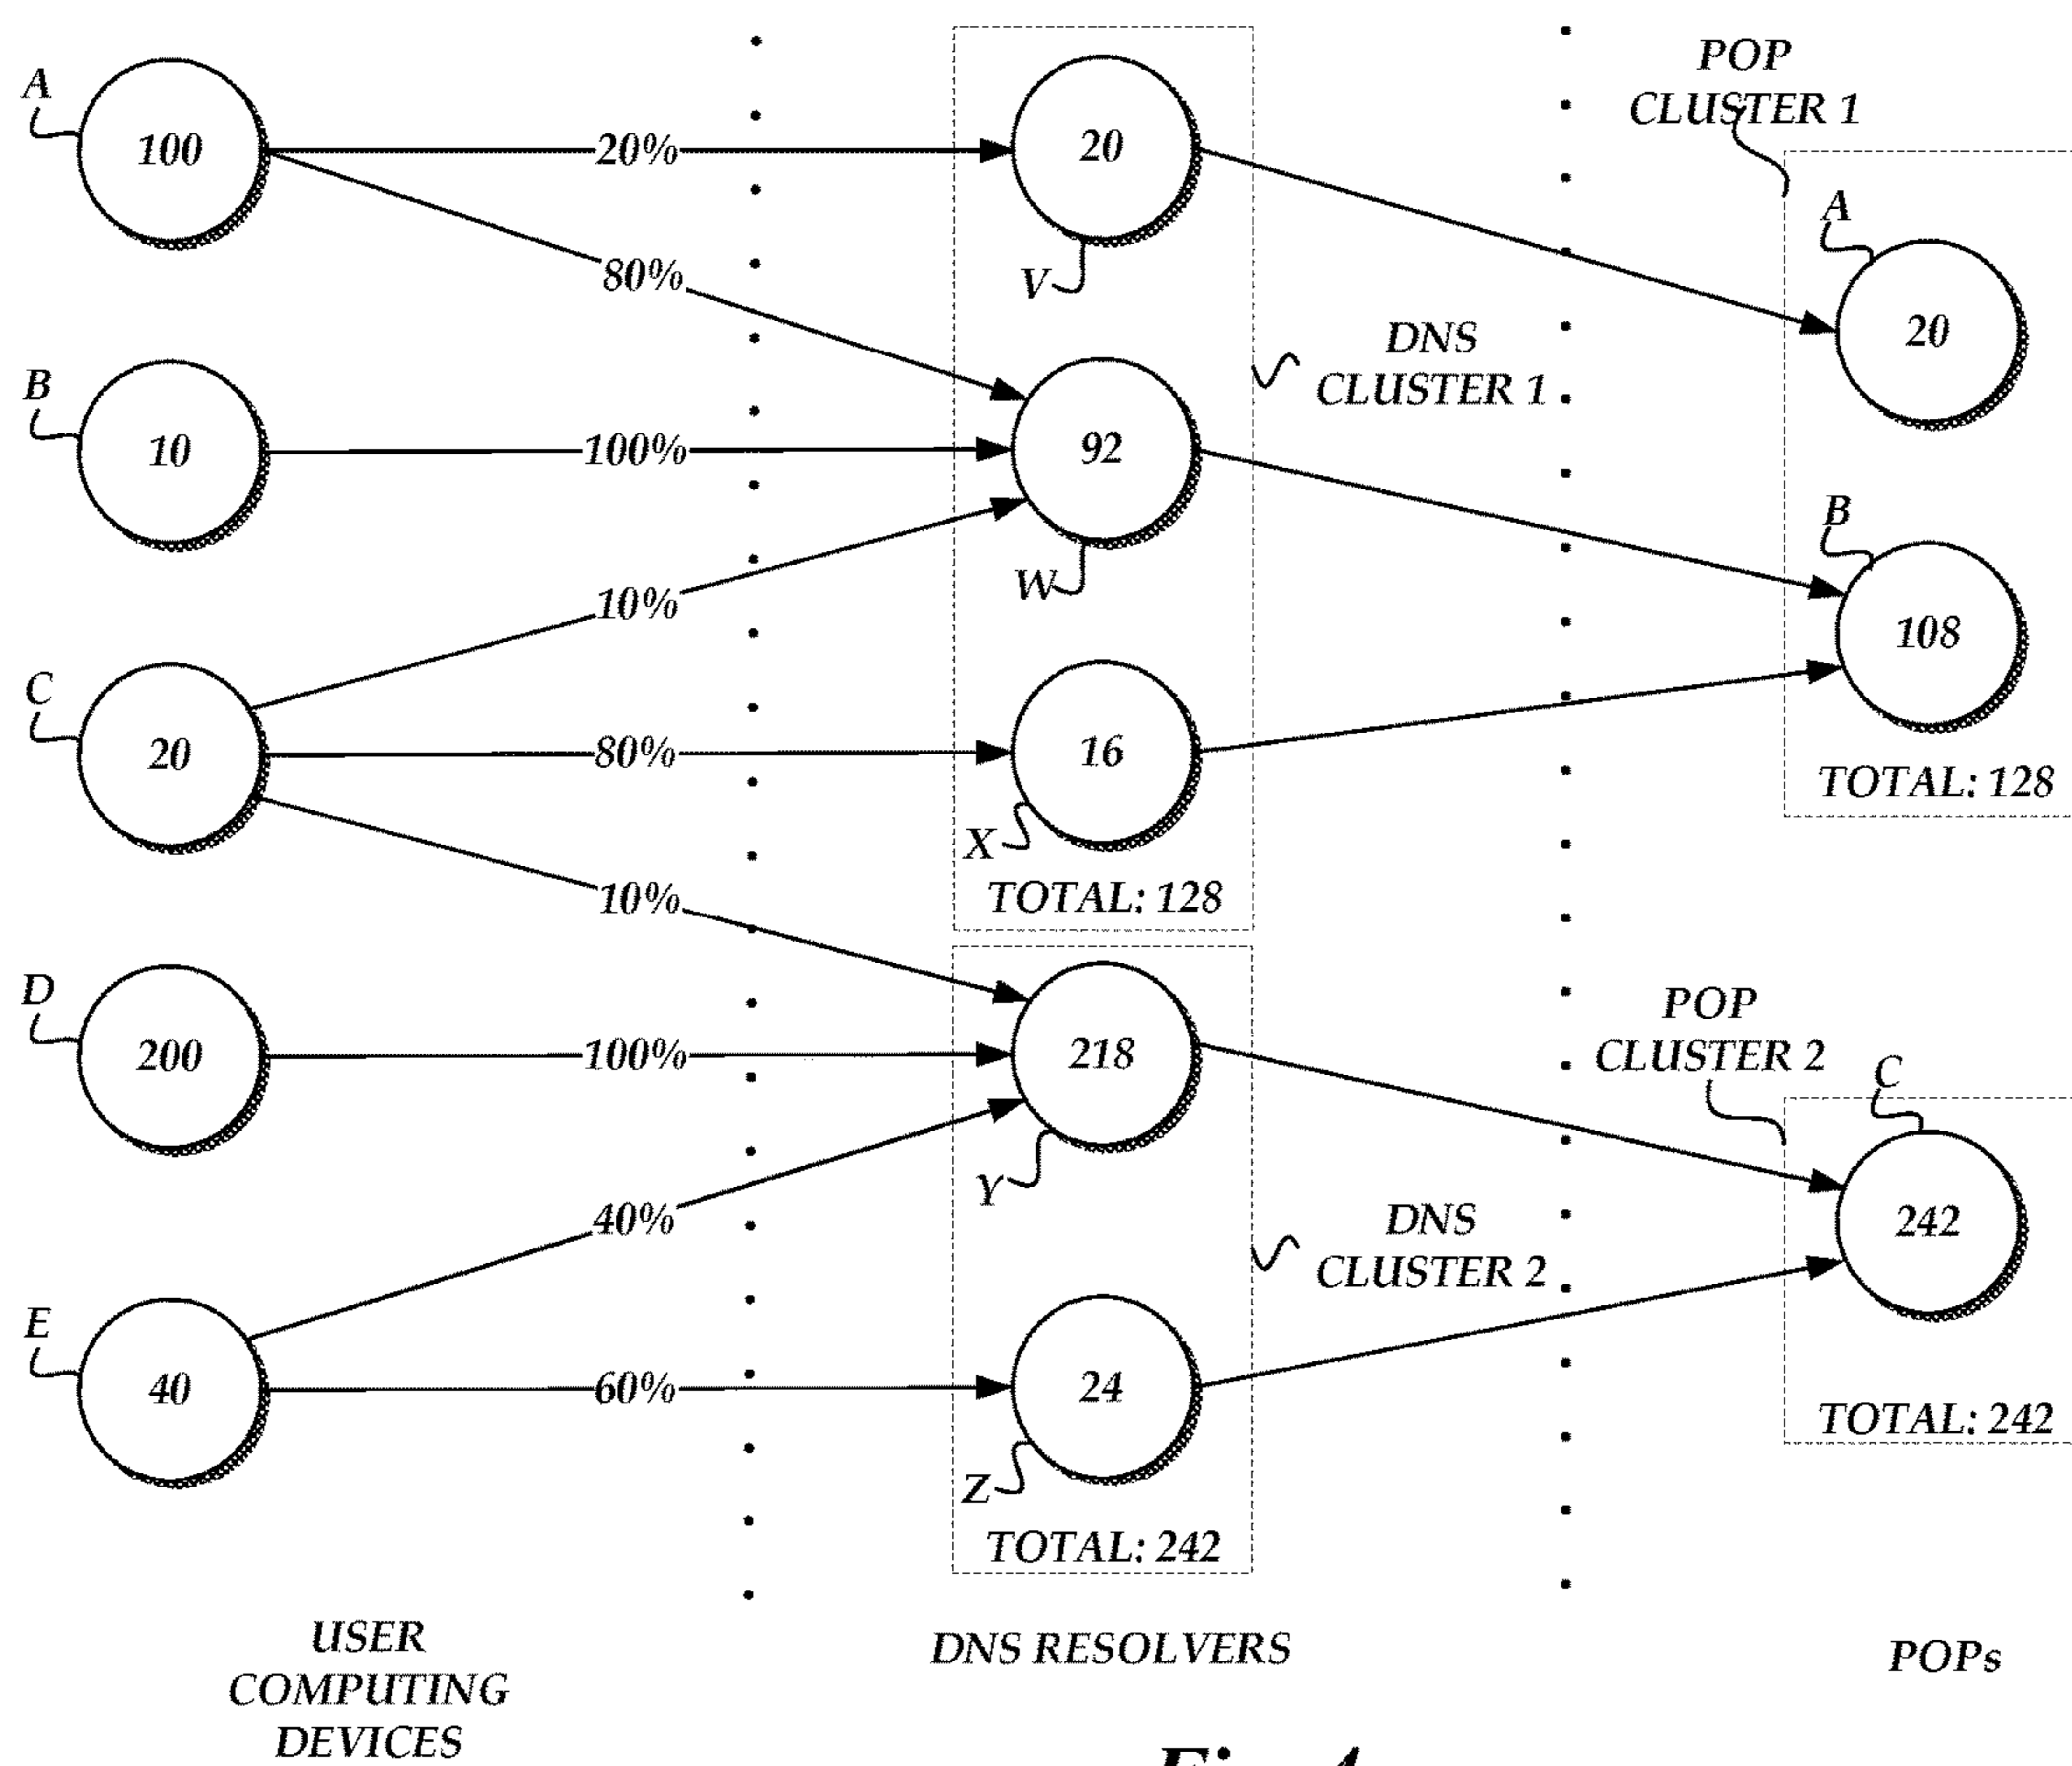 A
100
20%
80%
B
10
100%
C
20
10%
80%
10%
D
200
100%
E
40
40%
60%
USER
COMPUTING
DEVICES
20
V
92
W
16
X
TOTAL: 128
DNS
CLUSTER 1
218
Y
24
Z
TOTAL: 242
DNS
CLUSTER 2
DNS RESOLVERS
POP
CLUSTER 1
A
20
B
108
TOTAL: 128
POP
CLUSTER 2
C
242
TOTAL: 242
POPs